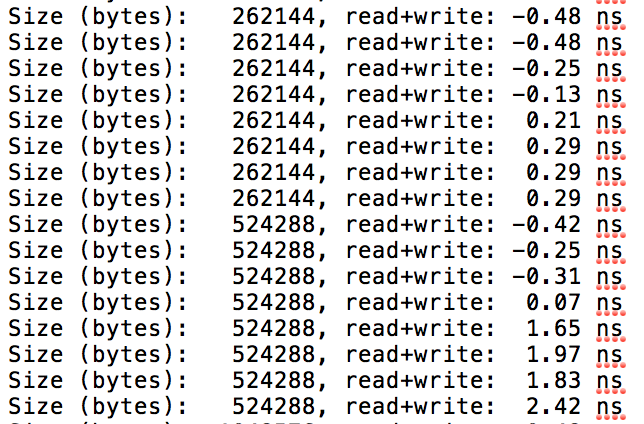 Size (bytes):   262144, read+write: -0.48 ns
Size (bytes):   262144, read+write: -0.48 ns
Size (bytes):   262144, read+write: -0.25 ns
Size (bytes):   262144, read+write: -0.13 ns
Size (bytes):   262144, read+write:  0.21 ns
Size (bytes):   262144, read+write:  0.29 ns
Size (bytes):   262144, read+write:  0.29 ns
Size (bytes):   262144, read+write:  0.29 ns
Size (bytes):   524288, read+write: -0.42 ns
Size (bytes):   524288, read+write: -0.25 ns
Size (bytes):   524288, read+write: -0.31 ns
Size (bytes):   524288, read+write:  0.07 ns
Size (bytes):   524288, read+write:  1.65 ns
Size (bytes):   524288, read+write:  1.97 ns
Size (bytes):   524288, read+write:  1.83 ns
Size (bytes):   524288, read+write:  2.42 ns